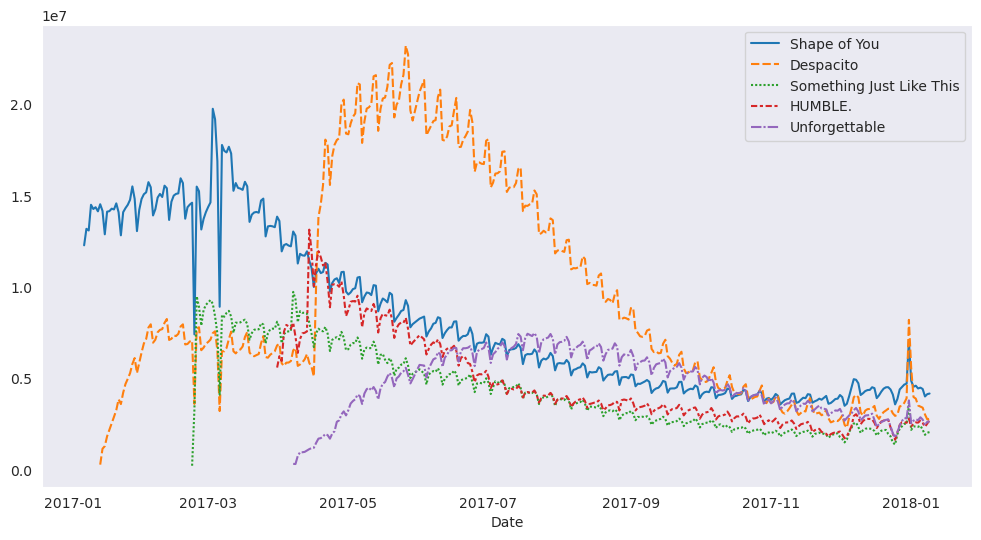 1e7
2.0
1.5
1.0
0.5
0.0
Shape of You
Despacito
Something Just Like This
HUMBLE.
Unforgettable
2017-01 2017-03 2017-05 2017-07 2017-09 2017-11 2018-01
Date